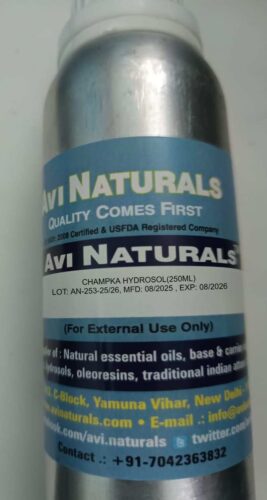 AVI NATURALS
QUALITY COMES FIRST
2008 Certified & USFDA Registered Company
AVI NATURALS
CHAMPKA HYDROSOL(250ML)
LOT: AN-253-25/26, MFD: 08/2025 , EXP: 08/2026
(For External Use Only)
of : Natural essential oils, base & carrier
hydrosols, oleoresins, traditional indian
C-Block, Yamuna Vihar, New Delhi -
.avinaturals.com • E-mail .:
.com/avi.naturals twitter.com/
Contact .: +91-7042363832